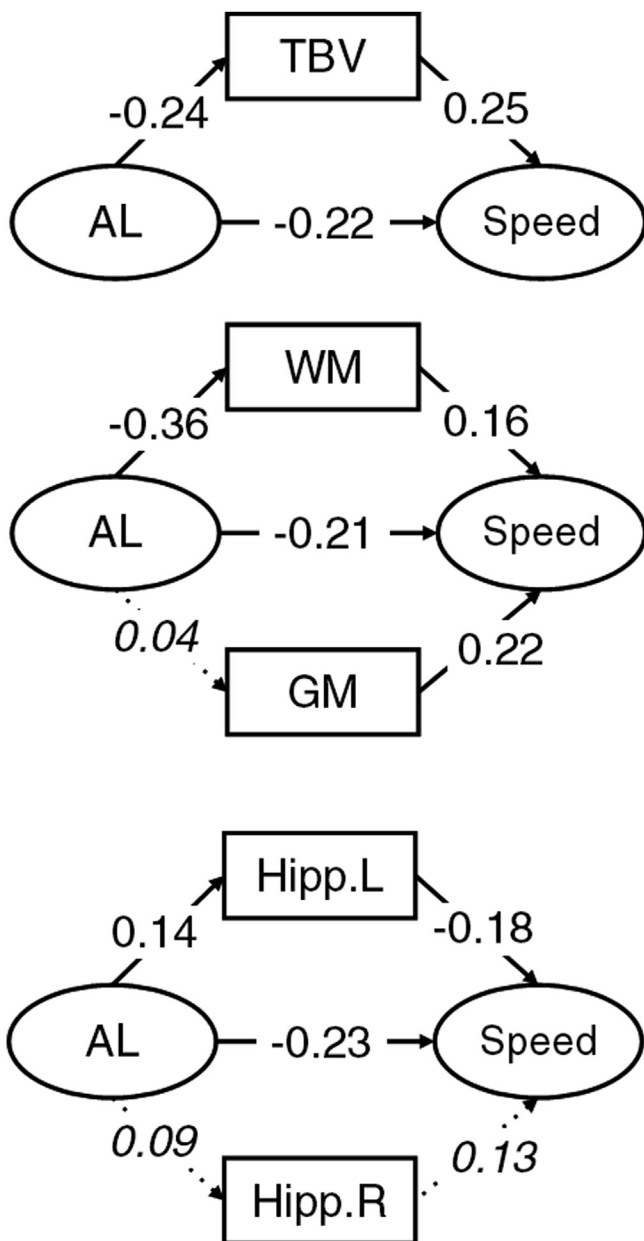 TBV
-0.24
0.25
AL
-0.22
Speed
WM
-0.36
0.16
AL
-0.21
Speed
0.04
0.22
GM
Hipp.L
0.14
-0.18
AL
-0.23
Speed
0.09
0.13
Hipp.R